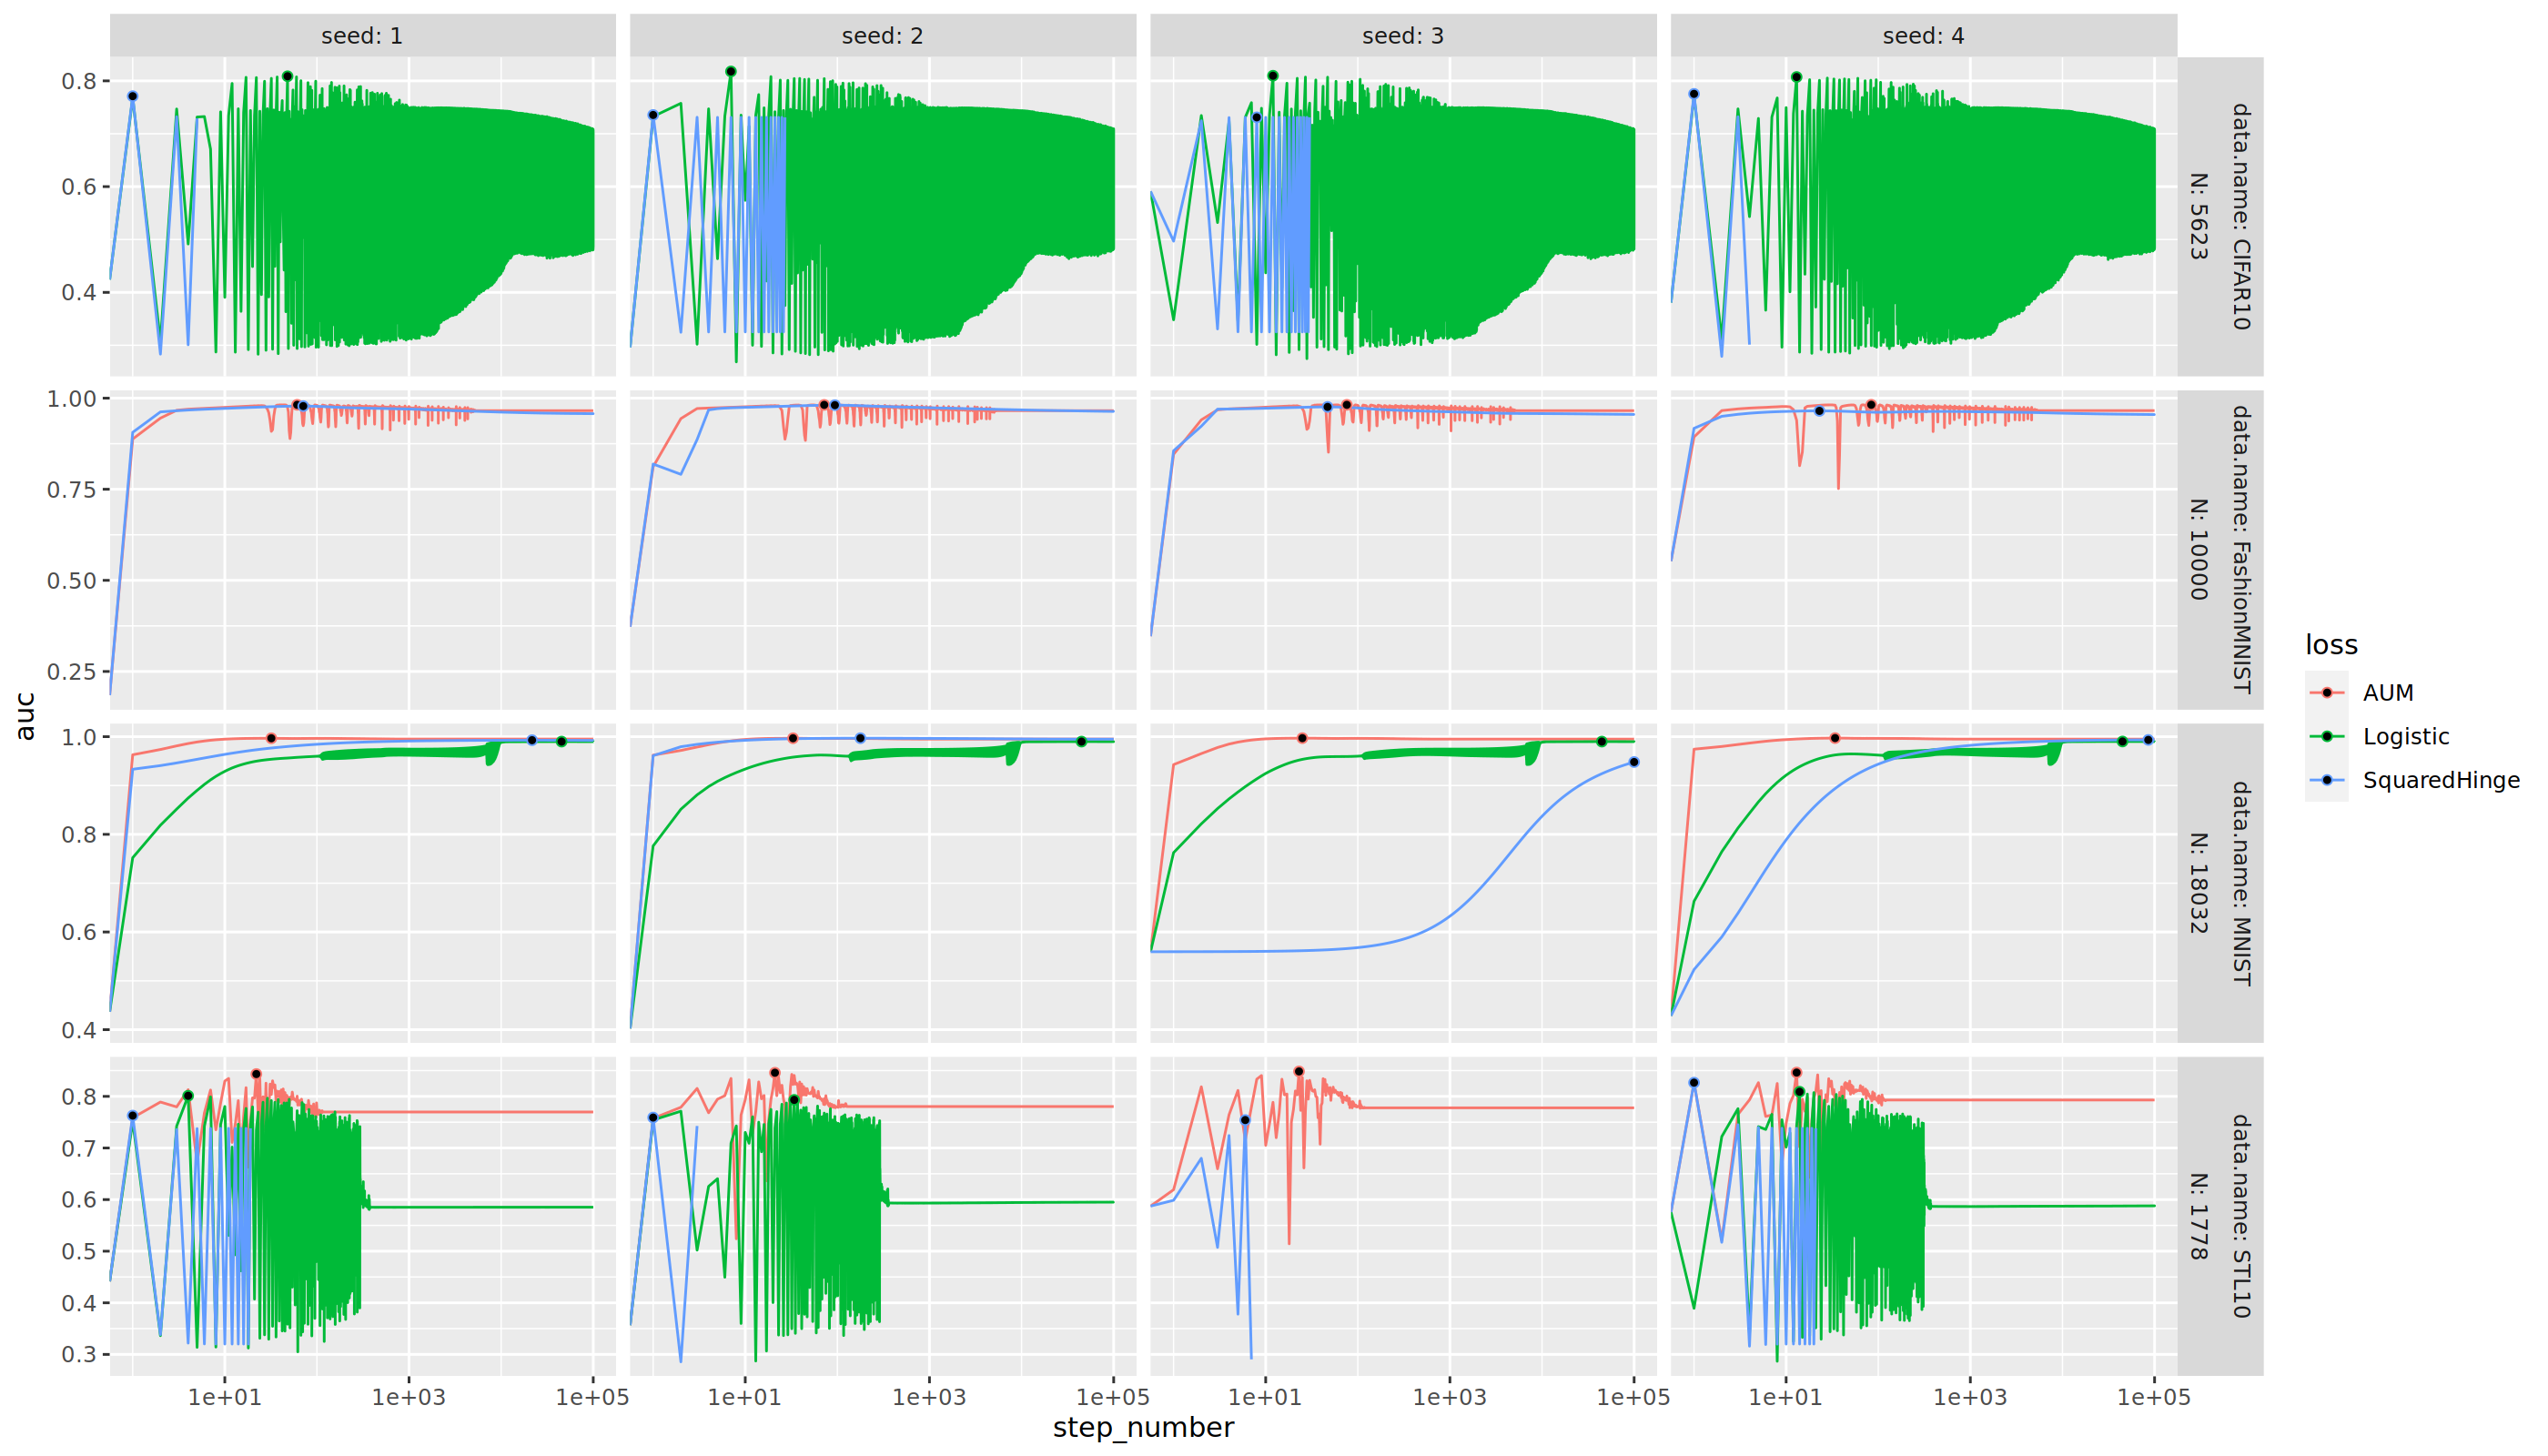 seed: 1
seed: 2
seed: 3
seed: 4
auc
0.8
0.6
0.4
data.name: CIFAR10
N: 5623
1.00
0.75
0.50
0.25
data.name: FashionMNIST
N: 10000
1.0
0.8
0.6
0.4
data.name: MNIST
N: 18032
0.8
0.7
0.6
0.5
0.4
0.3
data.name: STL10
N: 1778
1e+01
1e+03
1e+05
1e+01
1e+03
1e+05
1e+01
1e+03
1e+05
1e+01
1e+03
1e+05
step_number
loss
AUM
Logistic
SquaredHinge